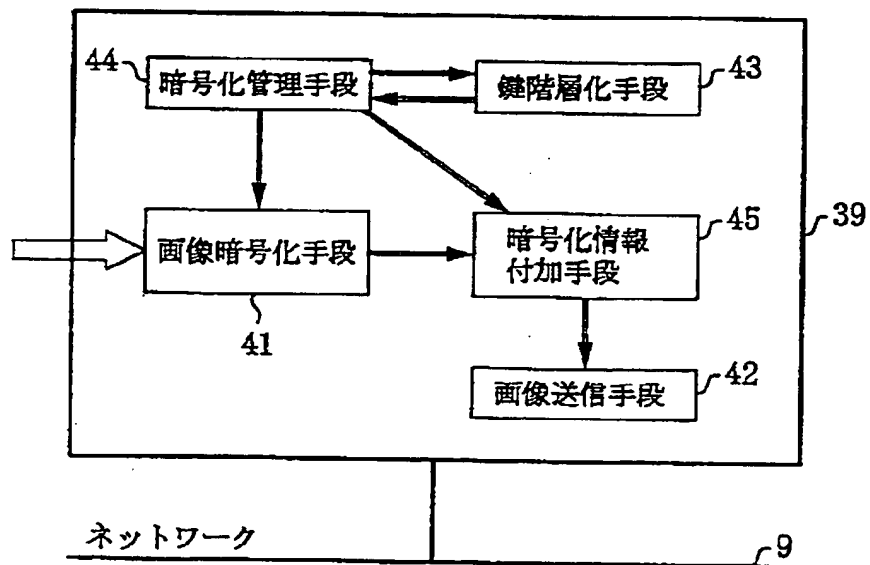 44
暗号化管理手段
鍵階層化手段
43
画像暗号化手段
41
暗号化情報
付加手段
45
39
画像送信手段
42
ネットワーク
9